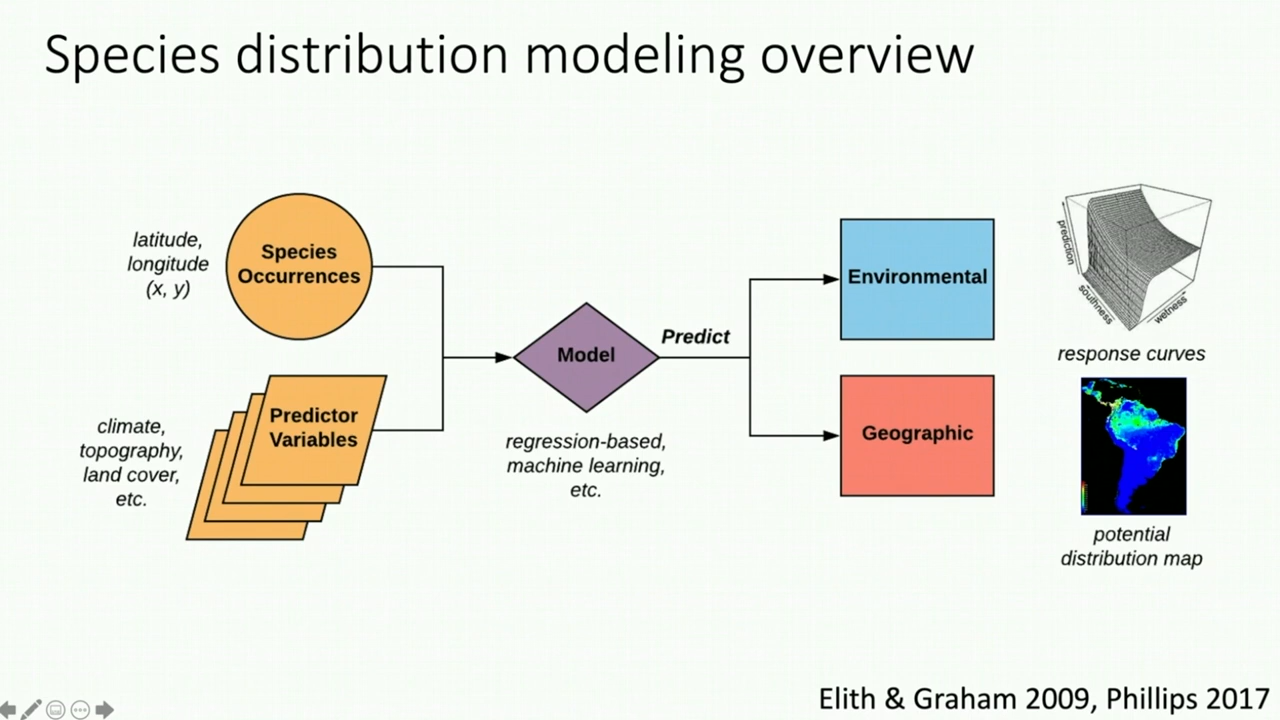 Species distribution modeling overview
latitude,
longitude
(x, y)
Species
Occurrences
climate,
topography,
land cover,
etc.
Predictor
Variables
Model
regression-based,
machine learning,
etc.
Predict
Environmental
Geographic
prediction
southness
wetness
response curves
potential
distribution map
Elith & Graham 2009, Phillips 2017